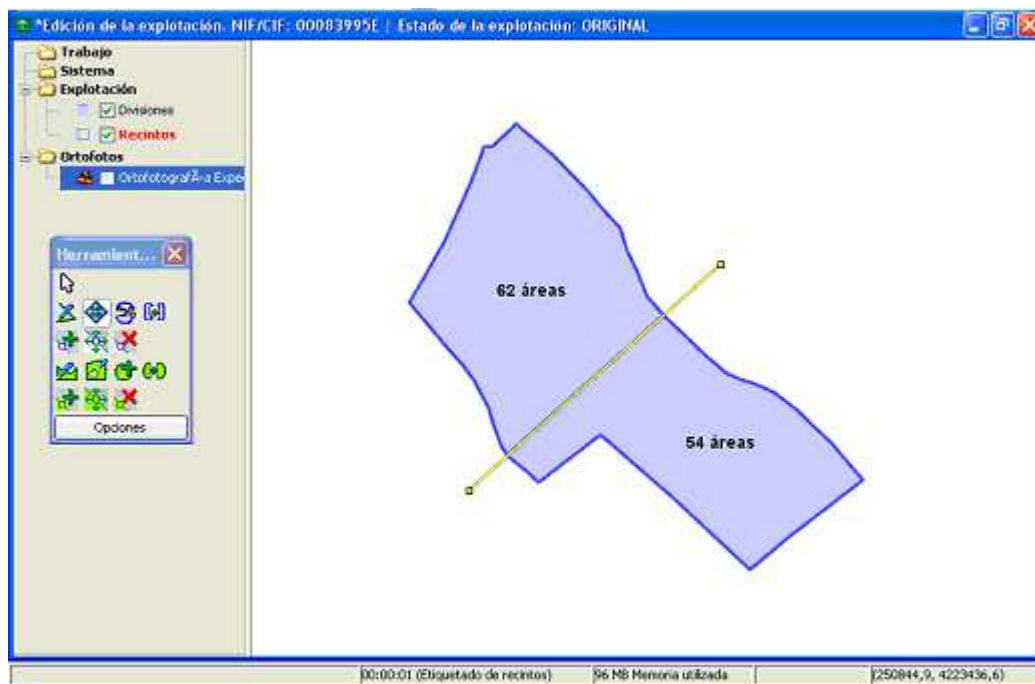 *Edición de la explotación. NIF/CIF: 00083995E | Estado de la explotación: ORIGINAL
Trabajo
Sistema
Explotación
Divisiones
Recintos
Ortofotos
OrtofotografÃ-a Expe
Herramient...
Opciones
62 áreas
54 áreas
00:00:01 (Etiquetado de recintos)
96 MB Memoria utilizada
(250844,9, 4223436,6)